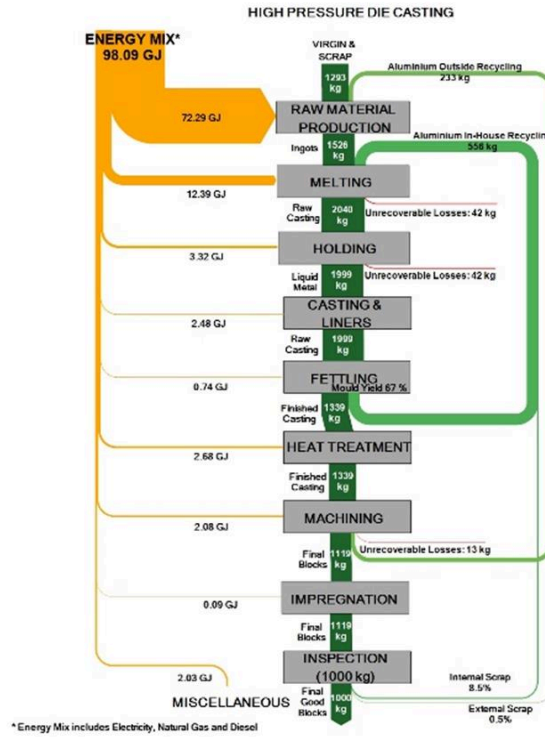 HIGH PRESSURE DIE CASTING
ENERGY MIX*
98.09 GJ
VIRGIN &
SCRAP
1293
kg
Aluminium Outside Recycling
233 kg
72.29 GJ
RAW MATERIAL
PRODUCTION
Aluminium In-House Recycling
556 kg
Ingots
1526
kg
MELTING
12.39 GJ
Raw
Casting
2040
kg
Unrecoverable Losses: 42 kg
HOLDING
3.32 GJ
Liquid
Metal
1999
kg
Unrecoverable Losses: 42 kg
CASTING &
LINERS
2.48 GJ
Raw
Casting
1999
kg
FETTLING
Mould Yield 67 %
0.74 GJ
Finished
Casting
1339
kg
HEAT TREATMENT
2.68 GJ
Finished
Casting
1339
kg
MACHINING
2.08 GJ
Final
Blocks
1119
kg
Unrecoverable Losses: 13 kg
IMPREGNATION
0.09 GJ
Final
Blocks
1119
kg
INSPECTION
(1000 kg)
2.03 GJ
MISCELLANEOUS
Final
Good
Blocks
1000
kg
Internal Scrap
8.5%
External Scrap
0.5%
* Energy Mix includes Electricity, Natural Gas and Diesel